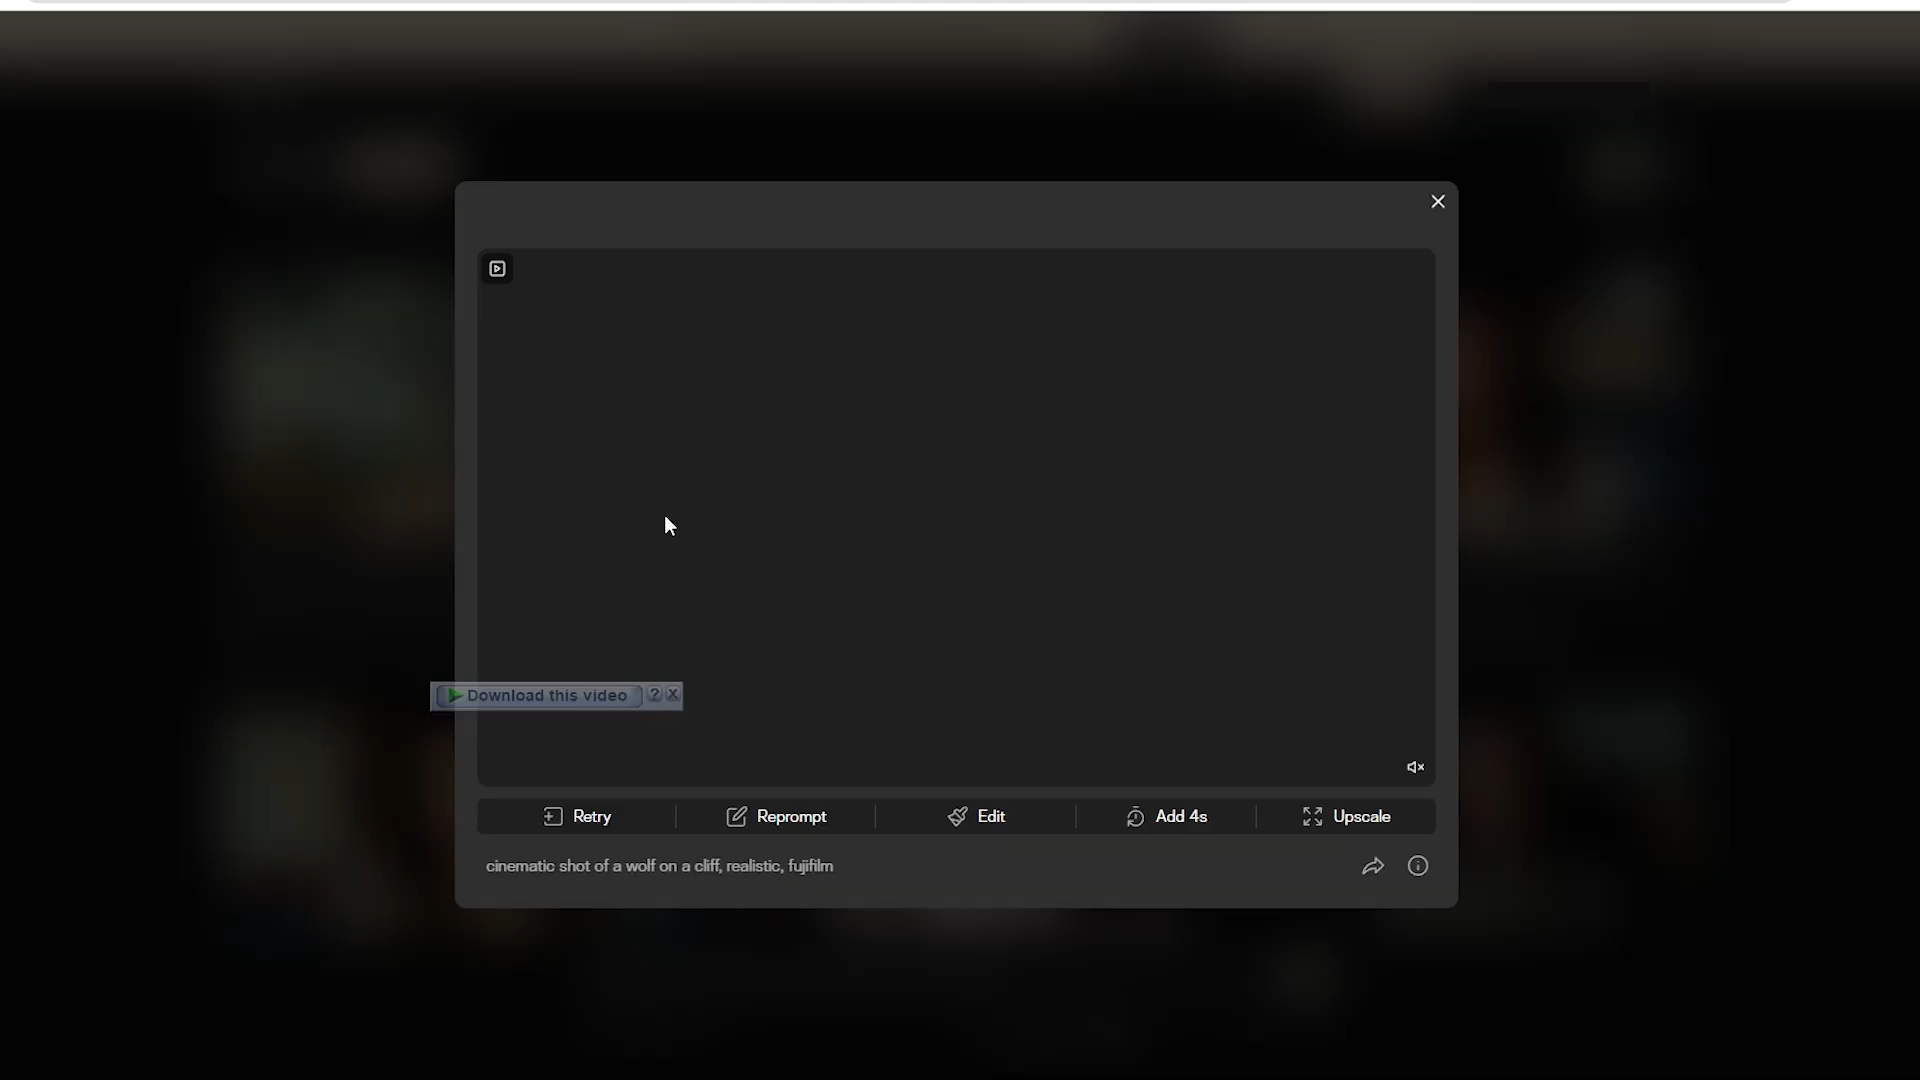 Download this video ? X
Retry Reprompt Edit Add 4s Upscale
cinematic shot of a wolf on a cliff, realistic, fujifilm